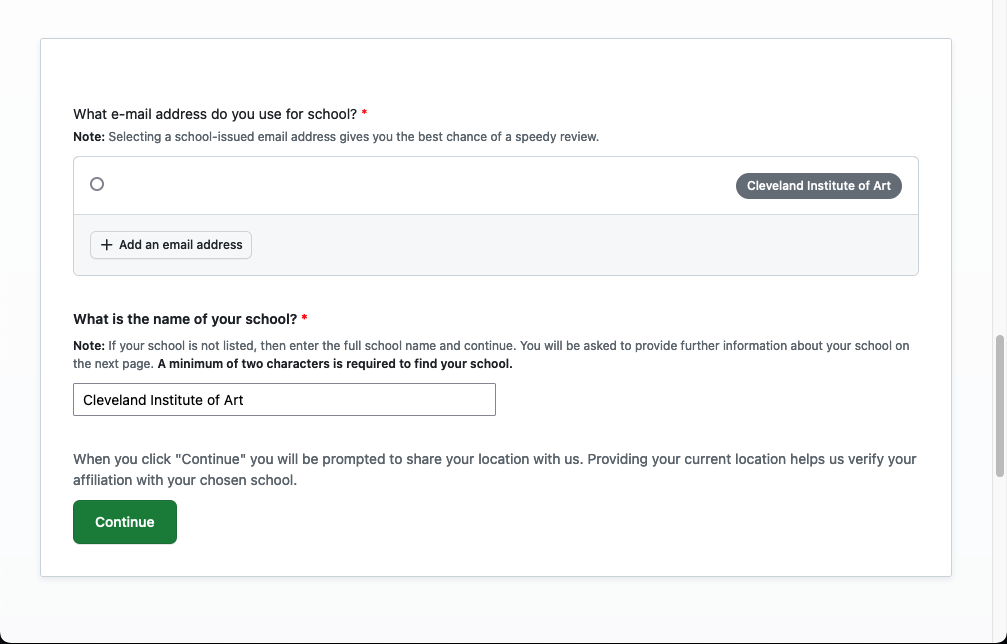 What e-mail address do you use for school? *
Note: Selecting a school-issued email address gives you the best chance of a speedy review.
Cleveland Institute of Art
+ Add an email address
What is the name of your school? *
Note: If your school is not listed, then enter the full school name and continue. You will be asked to provide further information about your school on
the next page. A minimum of two characters is required to find your school.
Cleveland Institute of Art
When you click "Continue" you will be prompted to share your location with us. Providing your current location helps us verify your
affiliation with your chosen school.
Continue